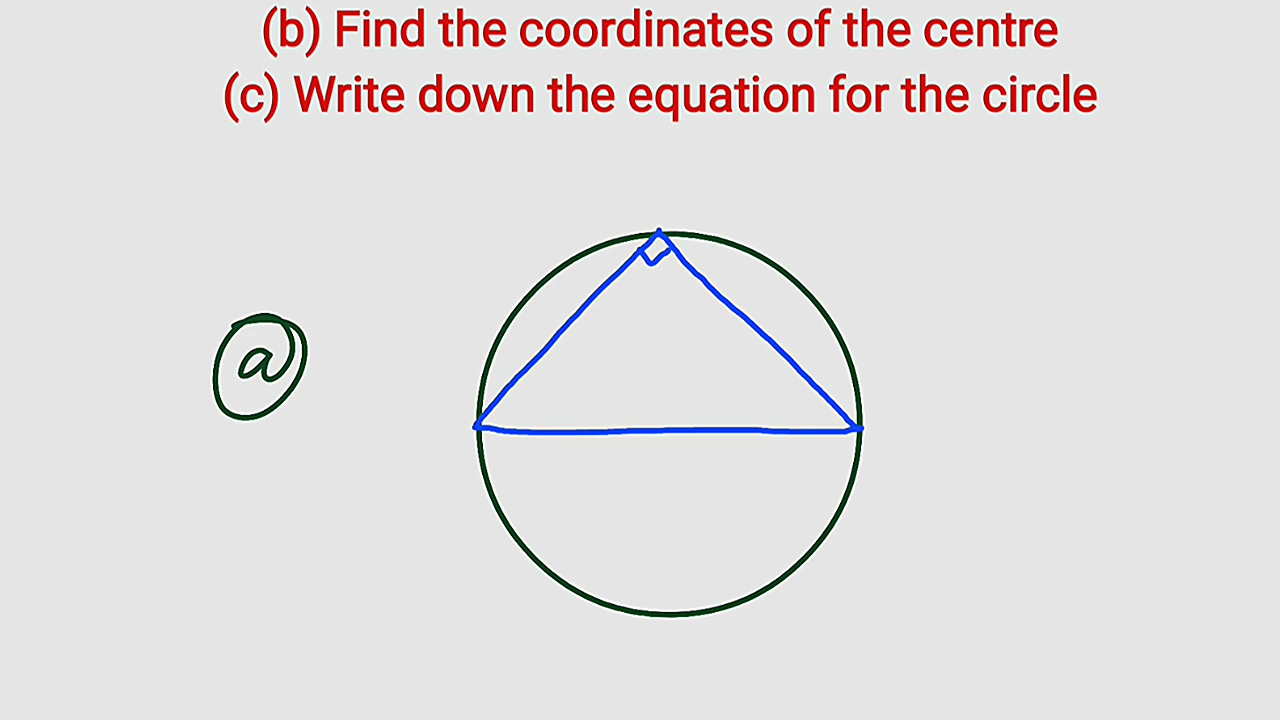 (b) Find the coordinates of the centre
(c) Write down the equation for the circle
a